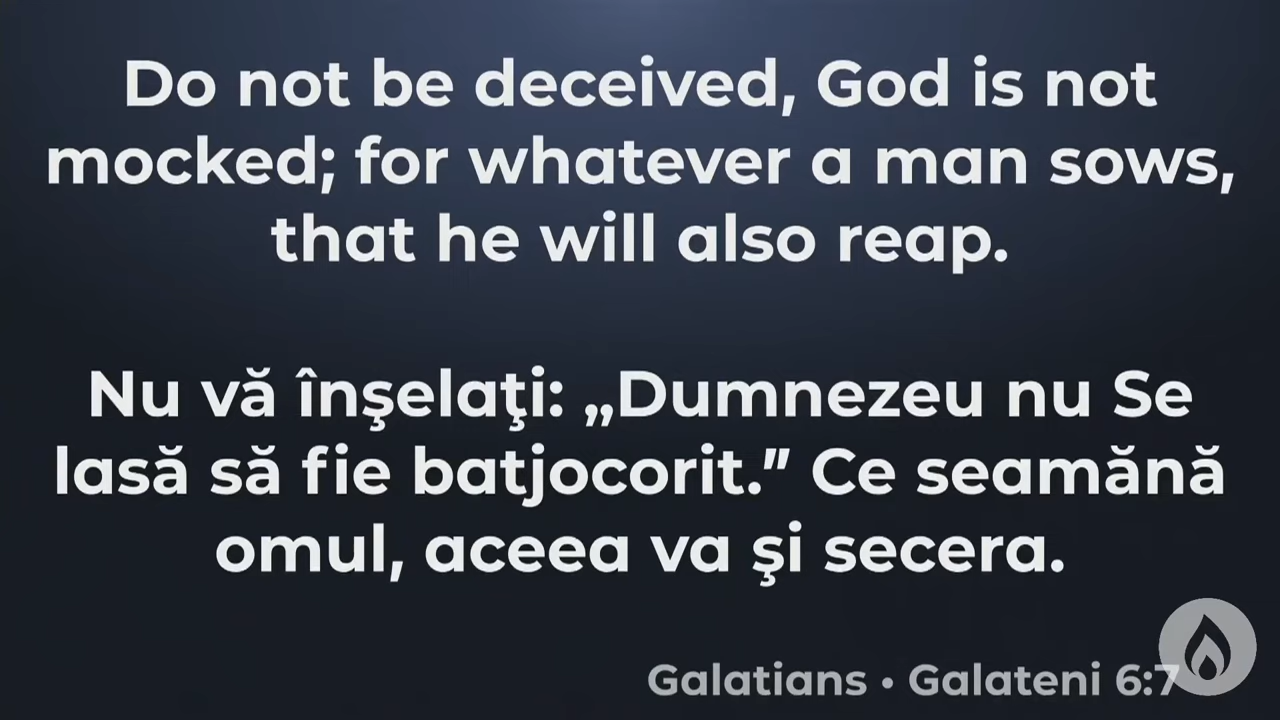 Do not be deceived, God is not
mocked; for whatever a man sows,
that he will also reap.
Nu vă înşelaţi: „Dumnezeu nu Se
lasă să fie batjocorit.” Ce seamănă
omul, aceea va şi secera.
Galatians • Galateni 6:7